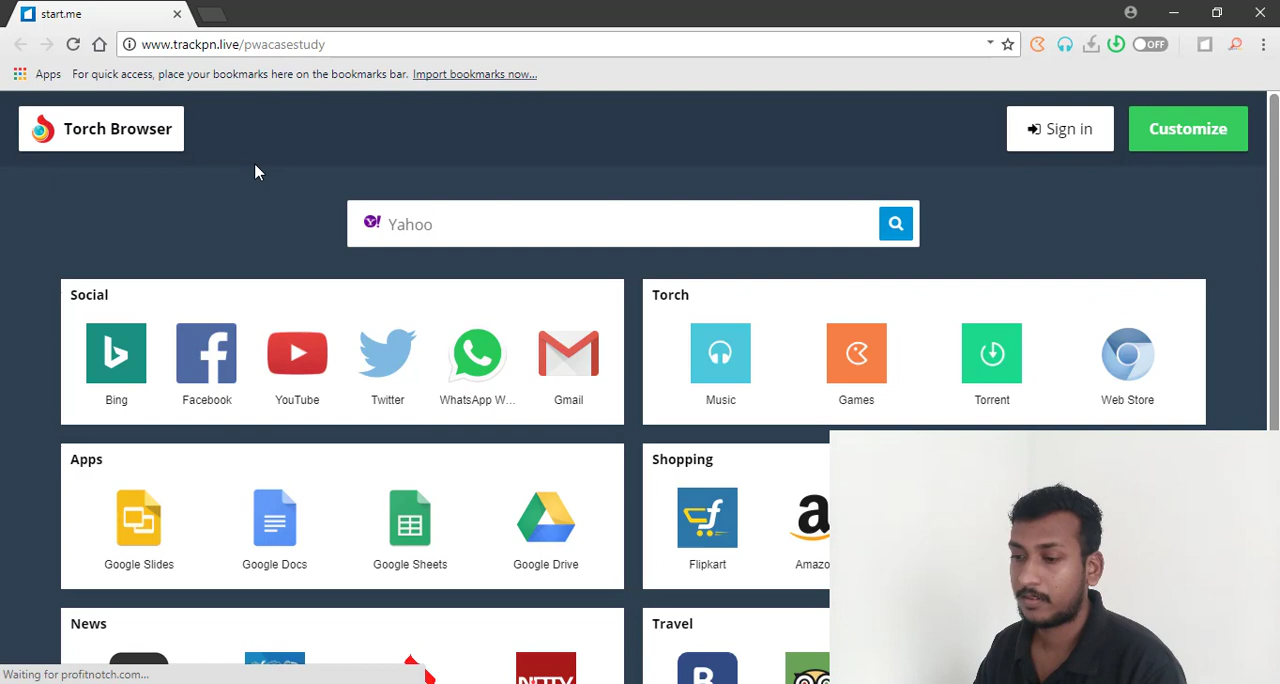 start.me
www.trackpn.live/pwacasestudy
OFF
Apps For quick access, place your bookmarks here on the bookmarks bar. Import bookmarks now...
Torch Browser
Sign in
Customize
Yahoo
Social
Bing
Facebook
YouTube
Twitter
WhatsApp W...
Gmail
Torch
Music
Games
Torrent
Web Store
Apps
Google Slides
Google Docs
Google Sheets
Google Drive
Shopping
Flipkart
Amazo
News
NDTV
Travel
B
Waiting for profitnotch.com...